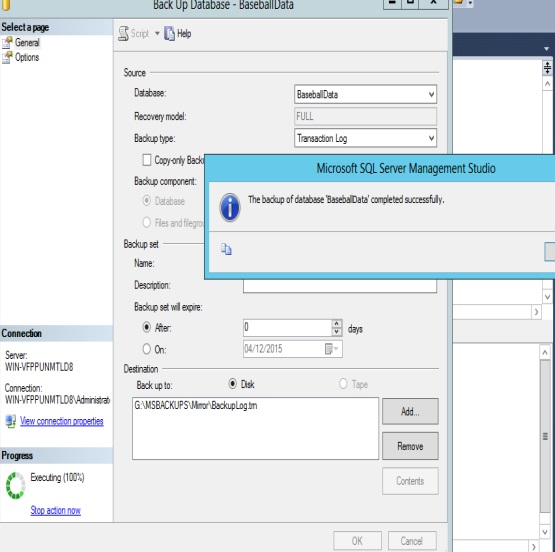 Back Up Database - BaseballData
Select a page
General
Options
Script
Help
Source
Database:
BaseballData
Recovery model:
FULL
Backup type:
Transaction Log
Copy-only Back
Backup component:
Database
Files and filegro
Microsoft SQL Server Management Studio
The backup of database 'BaseballData' completed successfully.
Backup set
Name:
Description:
Backup set will expire:
After:
0
days
On:
04/12/2015
Destination
Back up to:
Disk
Tape
G:\MSBACKUPS\Mirror\BackupLog.trn
Add...
Remove
Contents
Connection
Server:
WIN-VFPPUNMTLD8
Connection:
WIN-VFPPUNMTLD8\Administrat
View connection properties
Progress
Executing (100%)
Stop action now
OK
Cancel